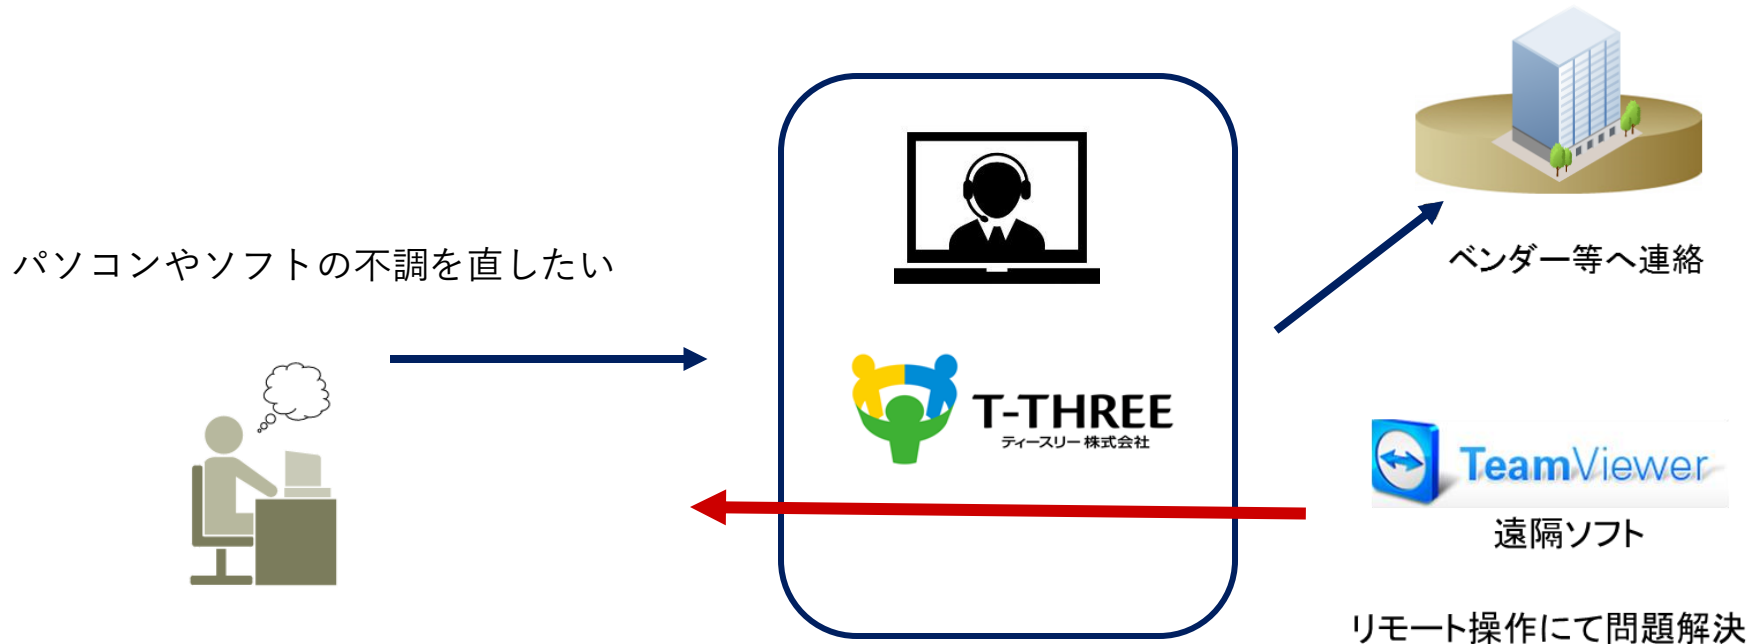 パソコンやソフトの不調を直したい
T-THREE
ティースリー 株式会社
ベンダー等へ連絡
TeamViewer
遠隔ソフト
リモート操作にて問題解決